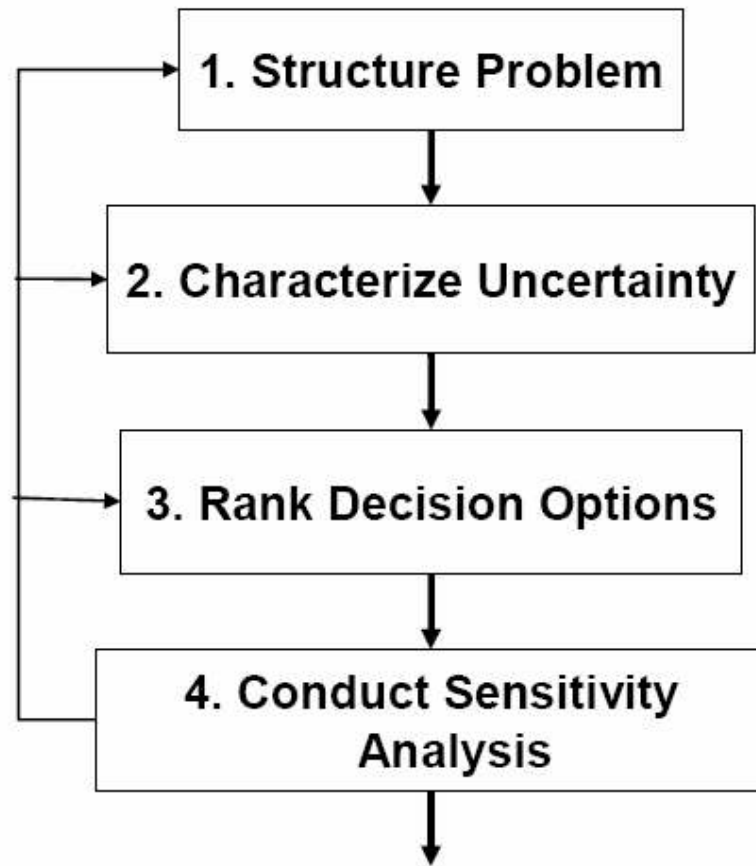 1. Structure Problem
2. Characterize Uncertainty
3. Rank Decision Options
4. Conduct Sensitivity
Analysis